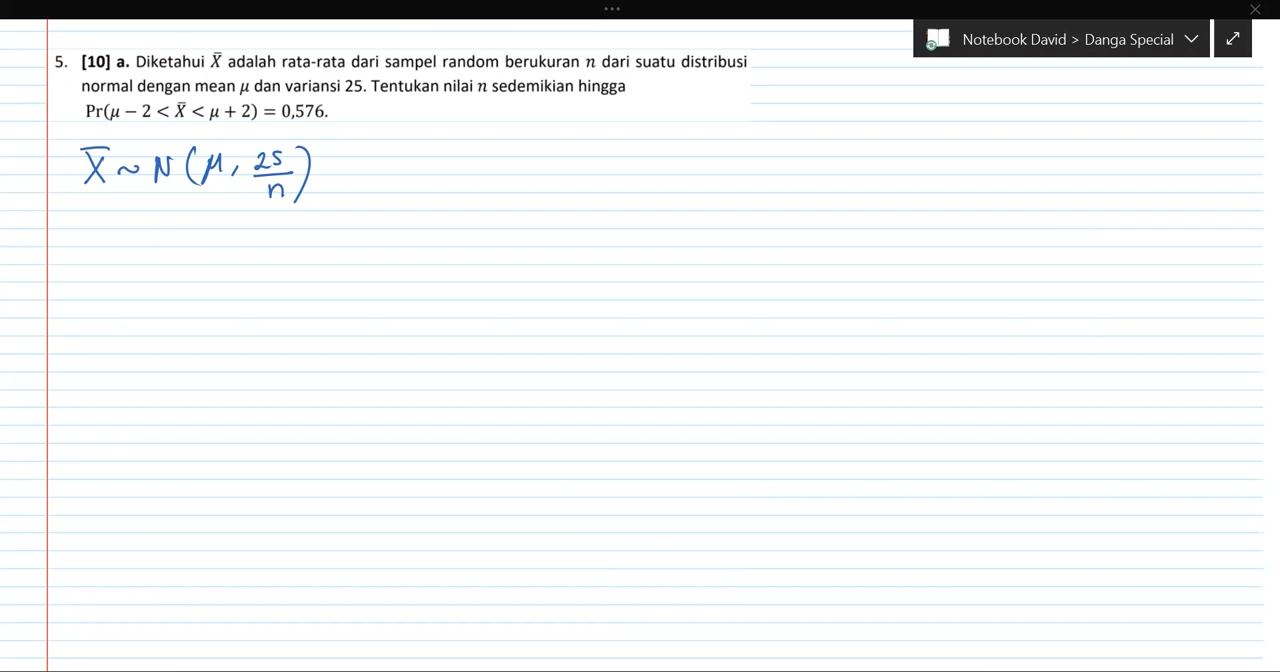 Notebook David > Danga Special
5. [10] a. Diketahui X̄ adalah rata-rata dari sampel random berukuran n dari suatu distribusi
normal dengan mean μ dan variansi 25. Tentukan nilai n sedemikian hingga
Pr(μ − 2 < X̄ < μ + 2) = 0,576.
X̄ ~ N(μ, 25/n)